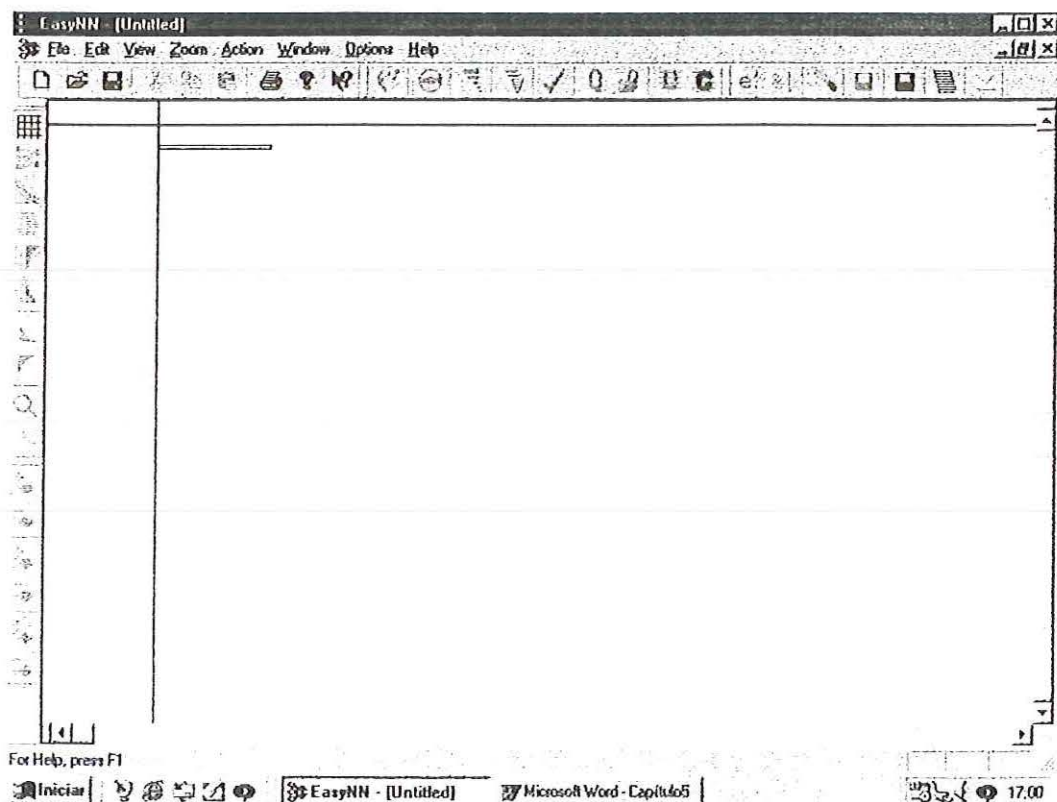 EasyNN - [Untitled]
File Edit View Zoom Action Window Options Help
For Help, press F1
Iniciar EasyNN - [Untitled] Microsoft Word - Capítulo5 17.00